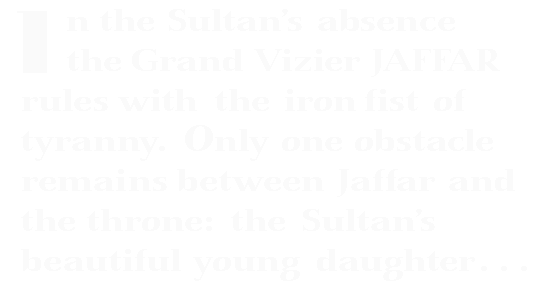 In the Sultan's absence
the Grand Vizier JAFFAR
rules with the iron fist of
tyranny. Only one obstacle
remains between Jaffar and
the throne: the Sultan's
beautiful young daughter...